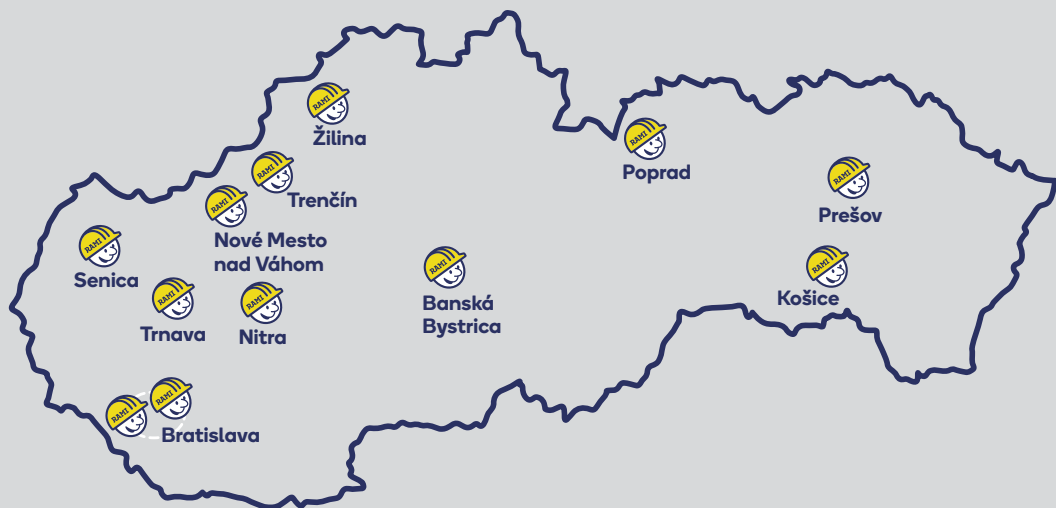 RAMI
Žilina
RAMI
Poprad
RAMI
Trenčín
RAMI
Prešov
RAMI
Nové Mesto
nad Váhom
RAMI
Senica
RAMI
Banská
Bystrica
RAMI
Košice
RAMI
Trnava
RAMI
Nitra
RAMI
RAMI
Bratislava